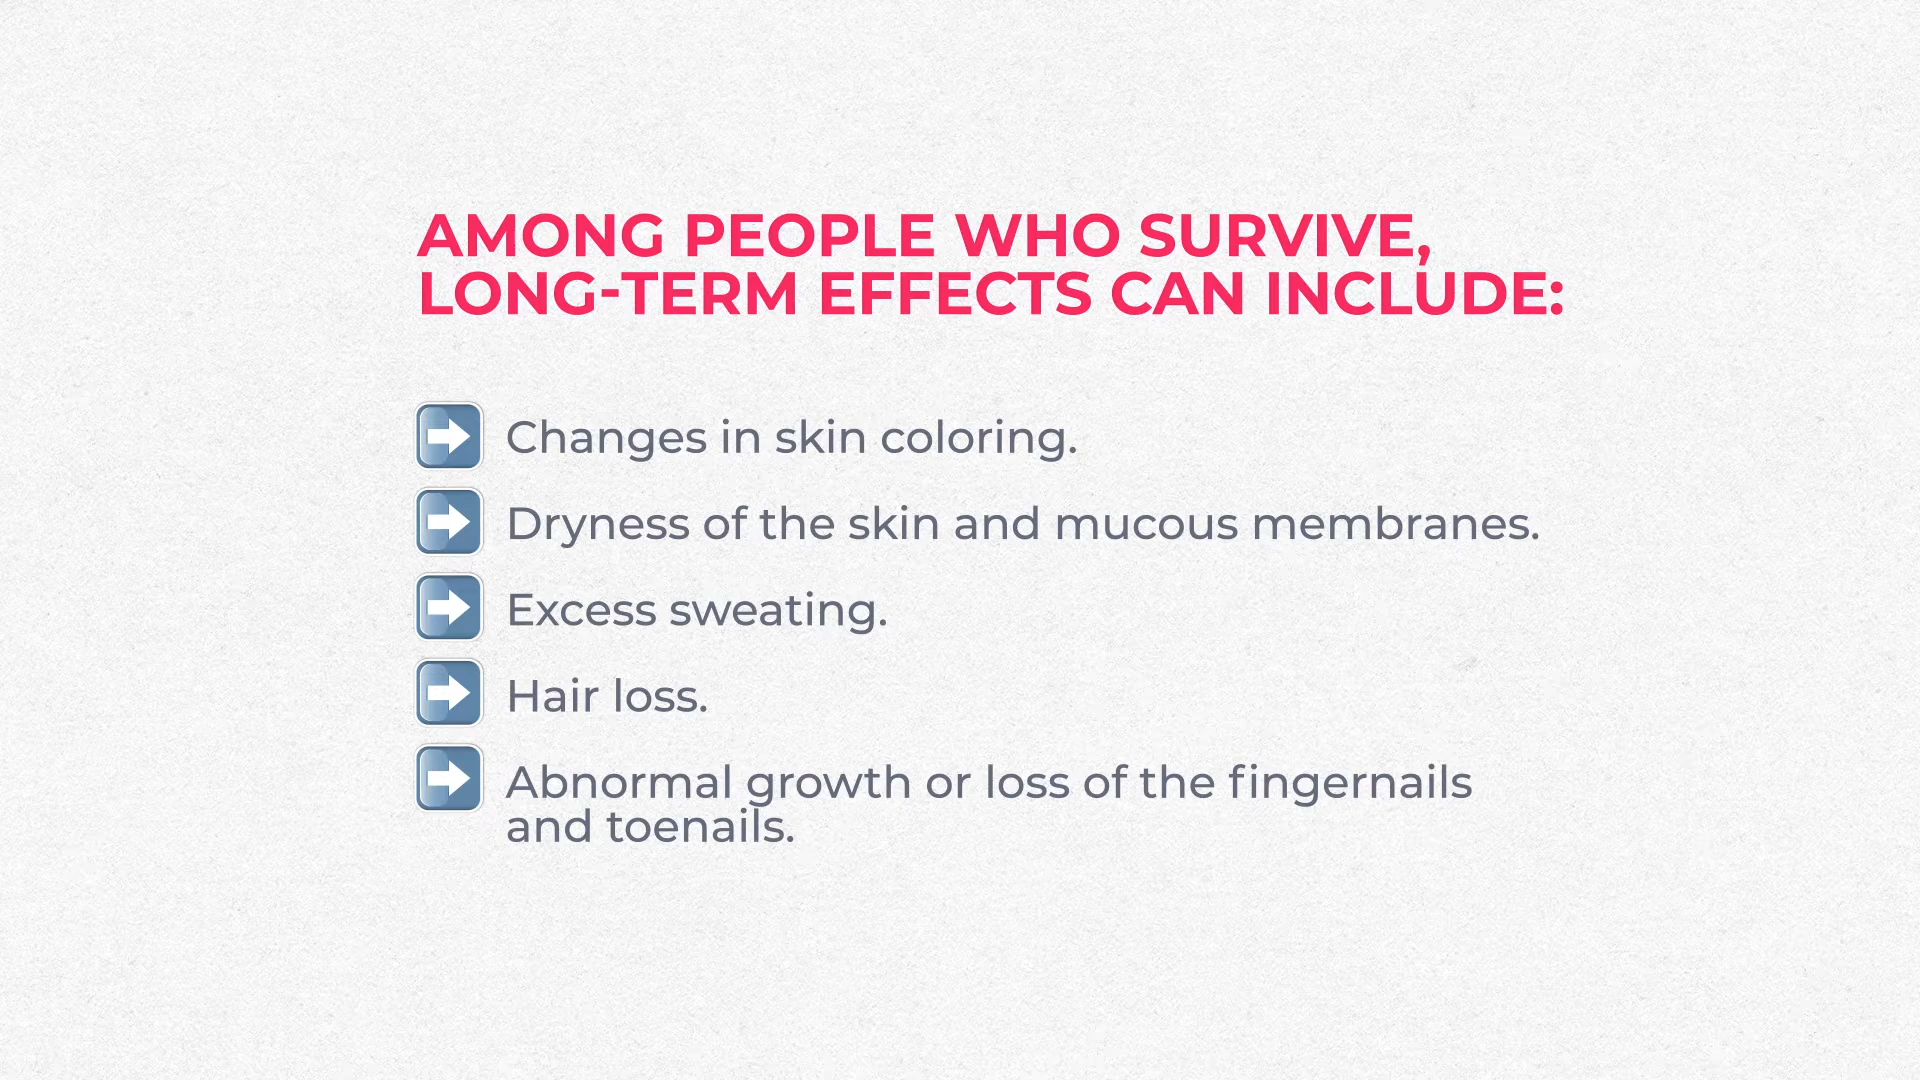 AMONG PEOPLE WHO SURVIVE,
LONG-TERM EFFECTS CAN INCLUDE:
Changes in skin coloring.
Dryness of the skin and mucous membranes.
Excess sweating.
Hair loss.
Abnormal growth or loss of the fingernails
and toenails.